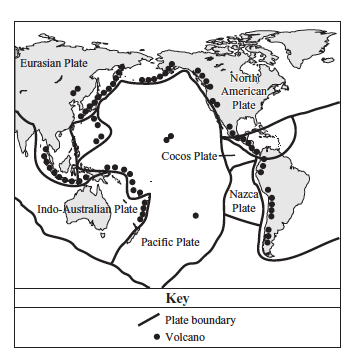 Eurasian Plate
North
American
Plate
Cocos Plate
Nazca
Plate
Indo-Australian Plate
Pacific Plate
Key
Plate boundary
Volcano